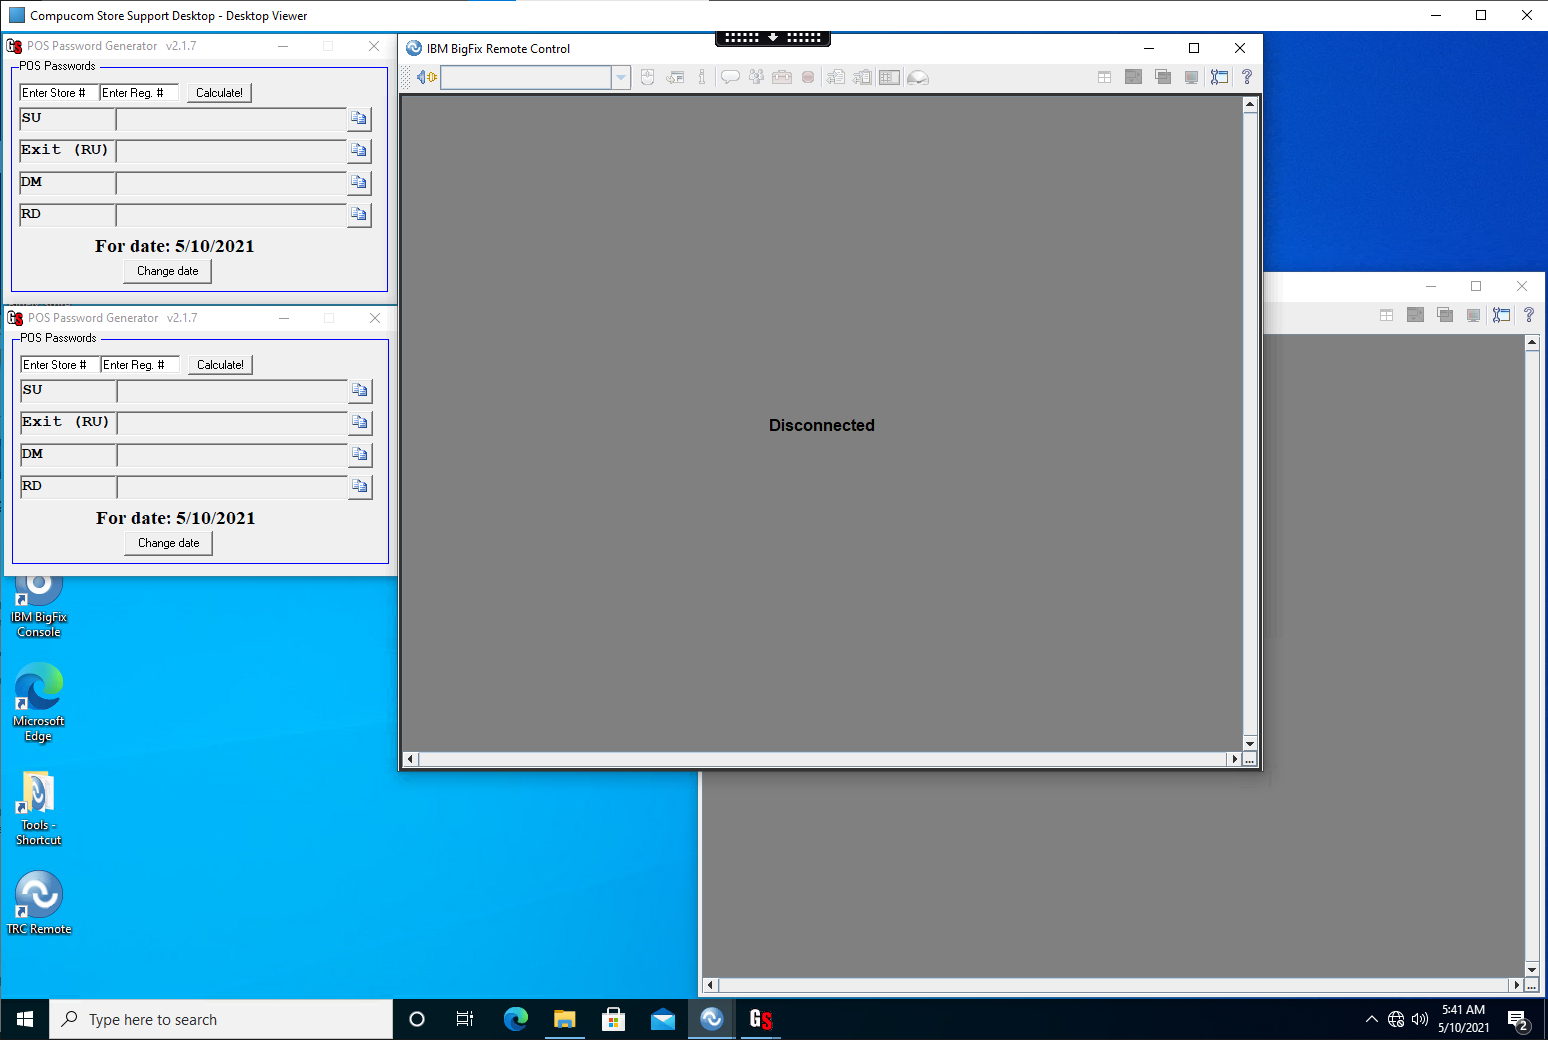 Compucom Store Support Desktop - Desktop Viewer
GS POS Password Generator v2.1.7
POS Passwords
Enter Store # Enter Reg. # Calculate!
SU
Exit (RU)
DM
RD
For date: 5/10/2021
Change date
GS POS Password Generator v2.1.7
POS Passwords
Enter Store # Enter Reg. # Calculate!
SU
Exit (RU)
DM
RD
For date: 5/10/2021
Change date
IBM BigFix Remote Control
Disconnected
IBM BigFix
Console
Microsoft
Edge
Tools -
Shortcut
TRC Remote
Type here to search
GS
5:41 AM
5/10/2021
2